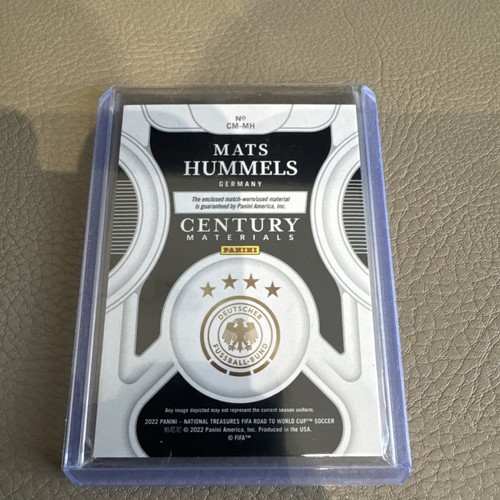 Nº
CM-MH
MATS
HUMMELS
GERMANY
The enclosed match-worn/used material
is guaranteed by Panini America, Inc.
CENTURY
MATERIALS
PANINI
DEUTSCHER
FUSSBALL-BUND
Any image depicted may not represent the current season uniform.
2022 PANINI - NATIONAL TREASURES FIFA ROAD TO WORLD CUP™ SOCCER
© 2022 Panini America, Inc. Produced in the USA.
© FIFA™